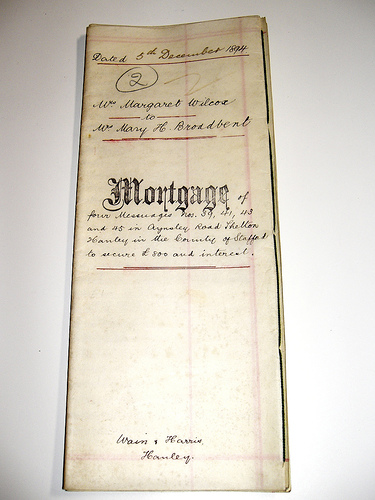 Dated 5th December 1894
2
Mrs Margaret Wilcox
to
Mrs Mary H. Broadbent
Mortgage of
four Messuages Nos. 39, 41, 43
and 45 in Aynsley Road Shelton
Hanley in the County of Stafford
to secure £800 and interest.
Wain & Harris,
Hanley.